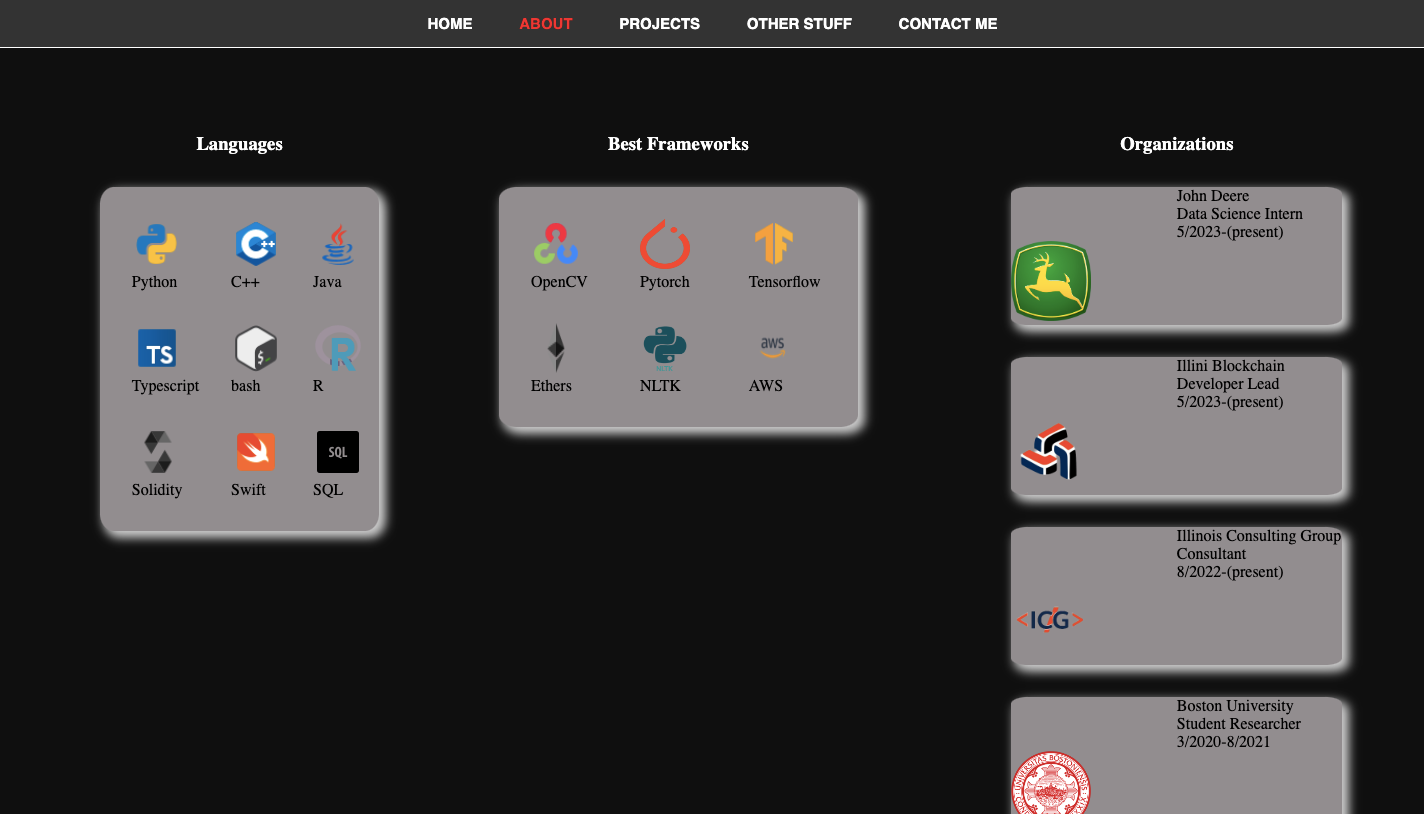 HOME ABOUT PROJECTS OTHER STUFF CONTACT ME
Languages
Python C++ Java
TS
Typescript bash R
SQL
Solidity Swift SQL
Best Frameworks
OpenCV Pytorch Tensorflow
NLTK
aws
Ethers NLTK AWS
Organizations
John Deere
Data Science Intern
5/2023-(present)
Illini Blockchain
Developer Lead
5/2023-(present)
Illinois Consulting Group
Consultant
8/2022-(present)
<ICG>
Boston University
Student Researcher
3/2020-8/2021
UNIVERSITAS BOSTONIENSIS